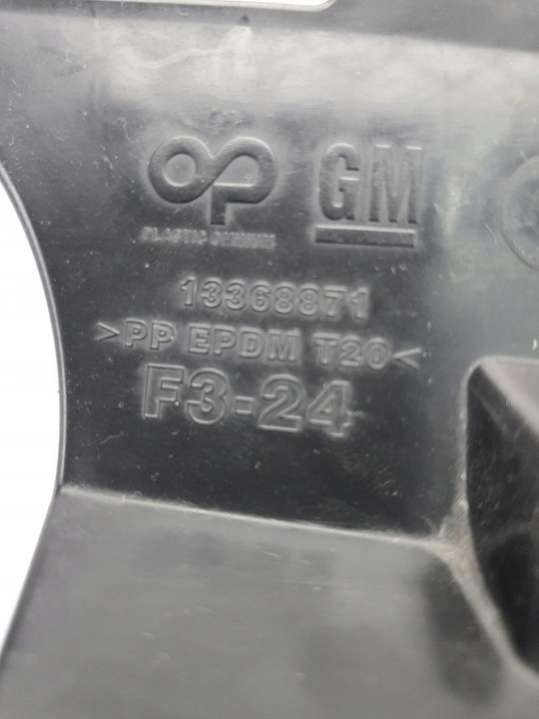 GM
PLASTIC OMNIUM
13368871
>PP EPDM T20<
F3-24